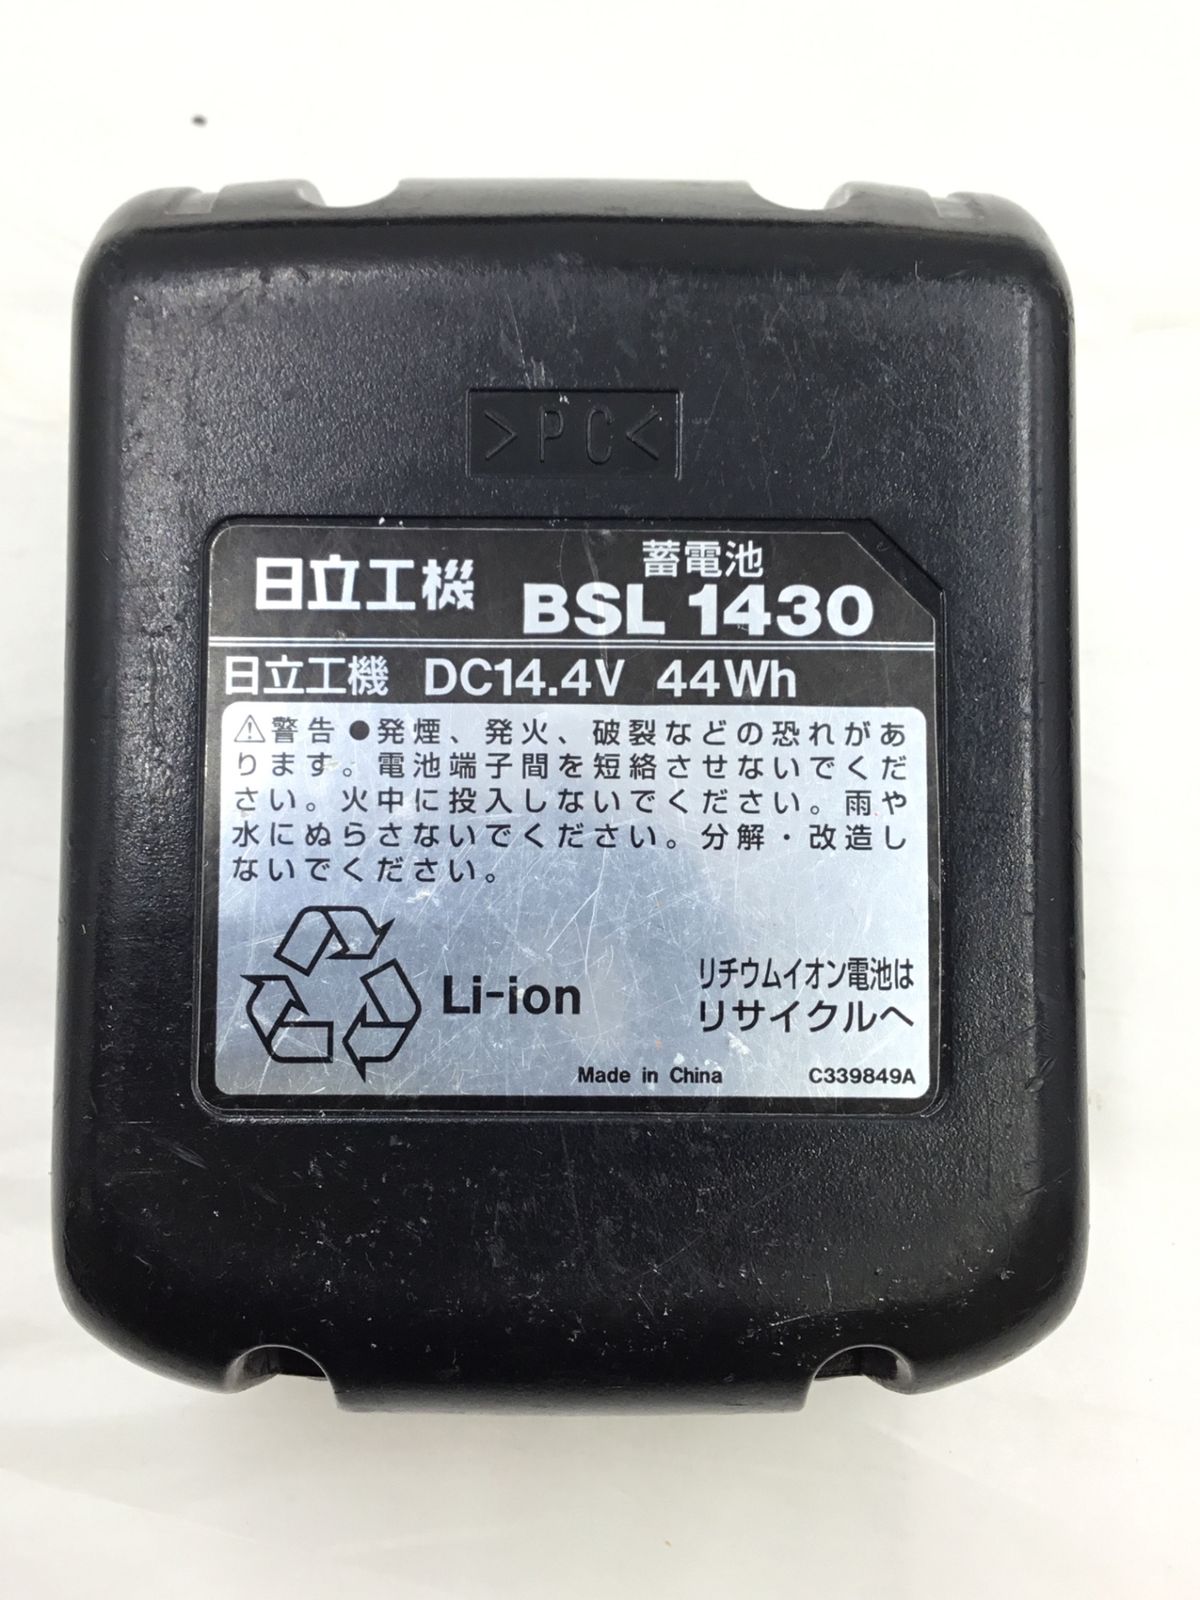 >PC<
日立工機 蓄電池
BSL 1430
日立工機 DC14.4V 44Wh
⚠警告 ●発煙、発火、破裂などの恐れがあ
ります。電池端子間を短絡させないでくだ
さい。火中に投入しないでください。雨や
水にぬらさないでください。分解・改造し
ないでください。
Li-ion
リチウムイオン電池は
リサイクルへ
Made in China C339849A